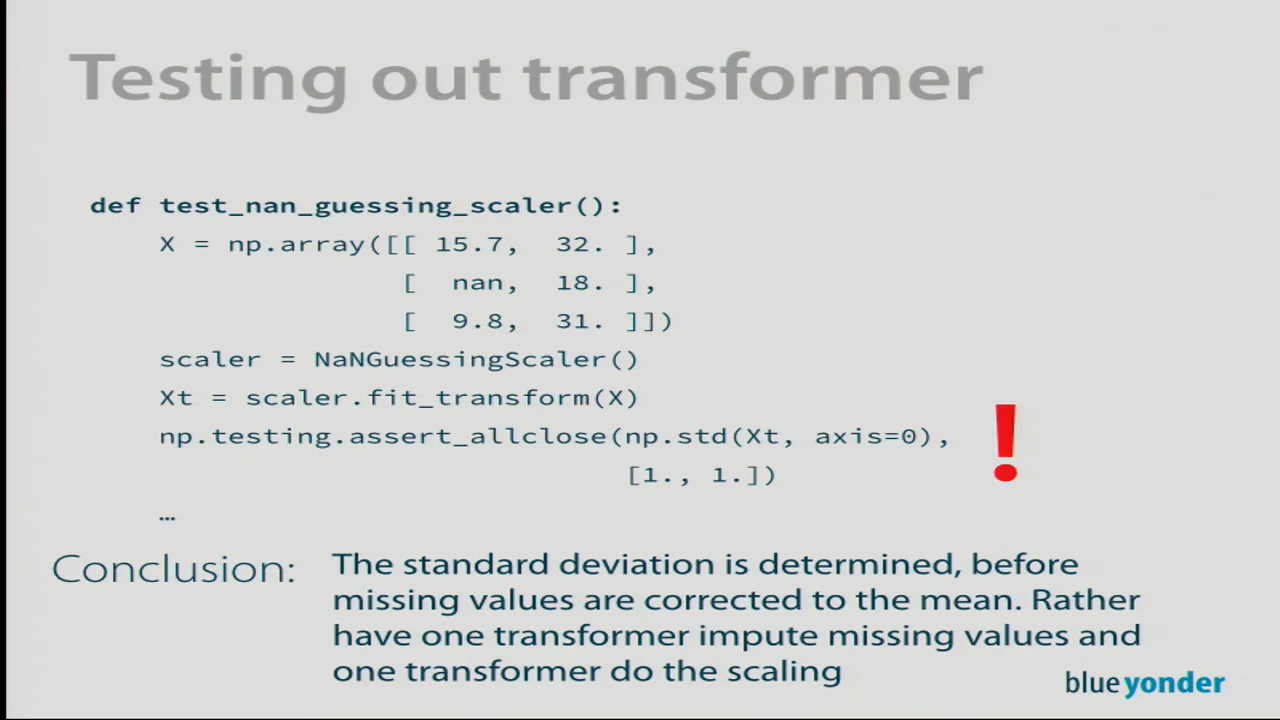 Testing out transformer
def test_nan_guessing_scaler():
X = np.array([[ 15.7, 32. ],
[ nan, 18. ],
[ 9.8, 31. ]])
scaler = NaNGuessingScaler()
Xt = scaler.fit_transform(X)
np.testing.assert_allclose(np.std(Xt, axis=0),
[1., 1.])
!
…
Conclusion: The standard deviation is determined, before
missing values are corrected to the mean. Rather
have one transformer impute missing values and
one transformer do the scaling
blueyonder